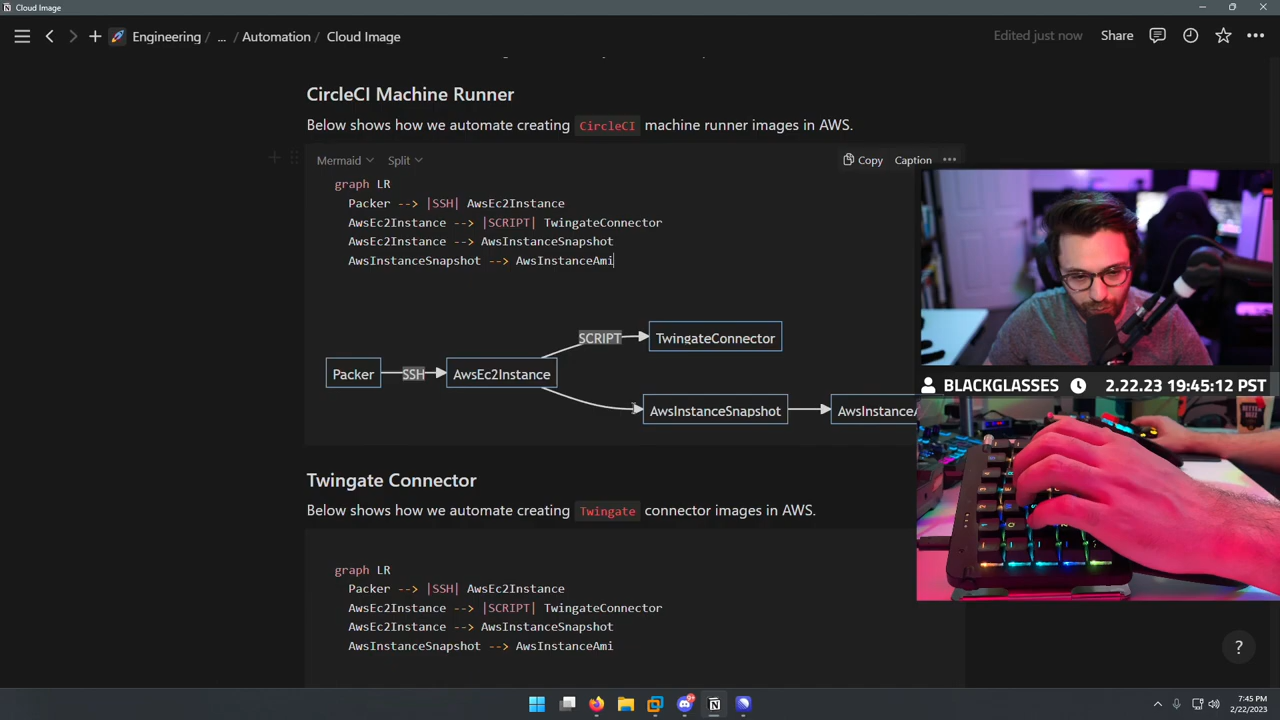 Cloud Image
Engineering / ... / Automation / Cloud Image
Edited just now Share
CircleCI Machine Runner
Below shows how we automate creating CircleCI machine runner images in AWS.
Mermaid Split Copy Caption
graph LR
Packer --> |SSH| AwsEc2Instance
AwsEc2Instance --> |SCRIPT| TwingateConnector
AwsEc2Instance --> AwsInstanceSnapshot
AwsInstanceSnapshot --> AwsInstanceAmi
SCRIPT TwingateConnector
Packer SSH AwsEc2Instance
AwsInstanceSnapshot AwsInstance
BLACKGLASSES 2.22.23 19:45:12 PST
Twingate Connector
Below shows how we automate creating Twingate connector images in AWS.
graph LR
Packer --> |SSH| AwsEc2Instance
AwsEc2Instance --> |SCRIPT| TwingateConnector
AwsEc2Instance --> AwsInstanceSnapshot
AwsInstanceSnapshot --> AwsInstanceAmi
?
7:45 PM
2/22/2023